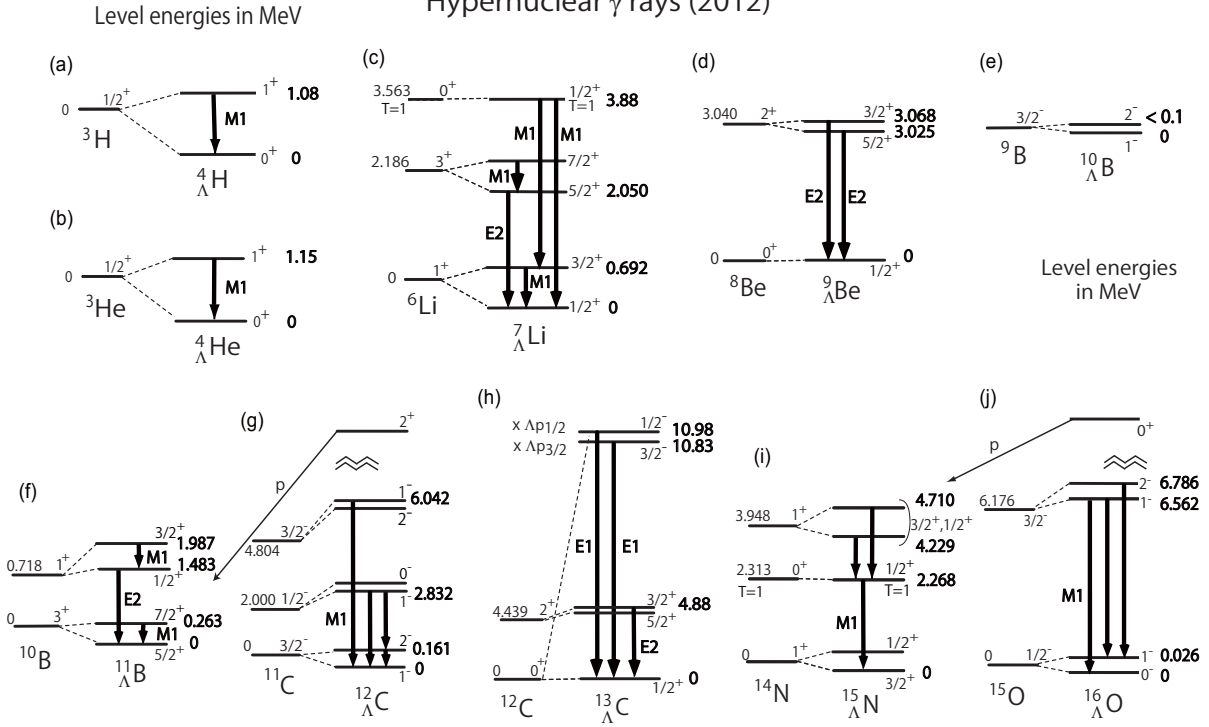 Hypernuclear γ rays (2012)
Level energies in MeV
(a)
0 1/2+
3H
1+ 1.08
M1
0+ 0
4ΛH
(b)
0 1/2+
3He
1+ 1.15
M1
0+ 0
4ΛHe
(c)
3.563 0+
T=1
1/2+ 3.88
T=1
M1 M1
2.186 3+
7/2+
M1
5/2+ 2.050
E2
0 1+
3/2+ 0.692
M1
6Li
1/2+ 0
7ΛLi
(d)
3.040 2+
3/2+ 3.068
3.025
5/2+
E2 E2
0 0+
0
1/2+
8Be
9ΛBe
(e)
3/2-
2- < 0.1
0
1-
9B
10ΛB
Level energies
in MeV
(f)
0.718 1+
3/2+ 1.987
M1
1.483
1/2+
E2
0 3+
7/2+ 0.263
M1 0
5/2+
10B
11ΛB
(g)
2+
p
1- 6.042
2-
3/2-
4.804
0-
2.000 1/2-
2.832
1-
M1
0 3/2-
2- 0.161
0
1-
11C
12ΛC
(h)
x Λp1/2
1/2- 10.98
x Λp3/2
10.83
3/2-
E1 E1
4.439 2+
3/2+ 4.88
5/2+
E2
0 0+
0
1/2+
12C
13ΛC
(i)
4.710
3.948 1+
3/2+,1/2+
4.229
2.313 0+
T=1
1/2+ 2.268
T=1
M1
0 1+
1/2+
0
3/2+
14N
15ΛN
(j)
0+
p
2- 6.786
6.176
3/2-
1- 6.562
M1
0 1/2-
1- 0.026
0- 0
15O
16ΛO